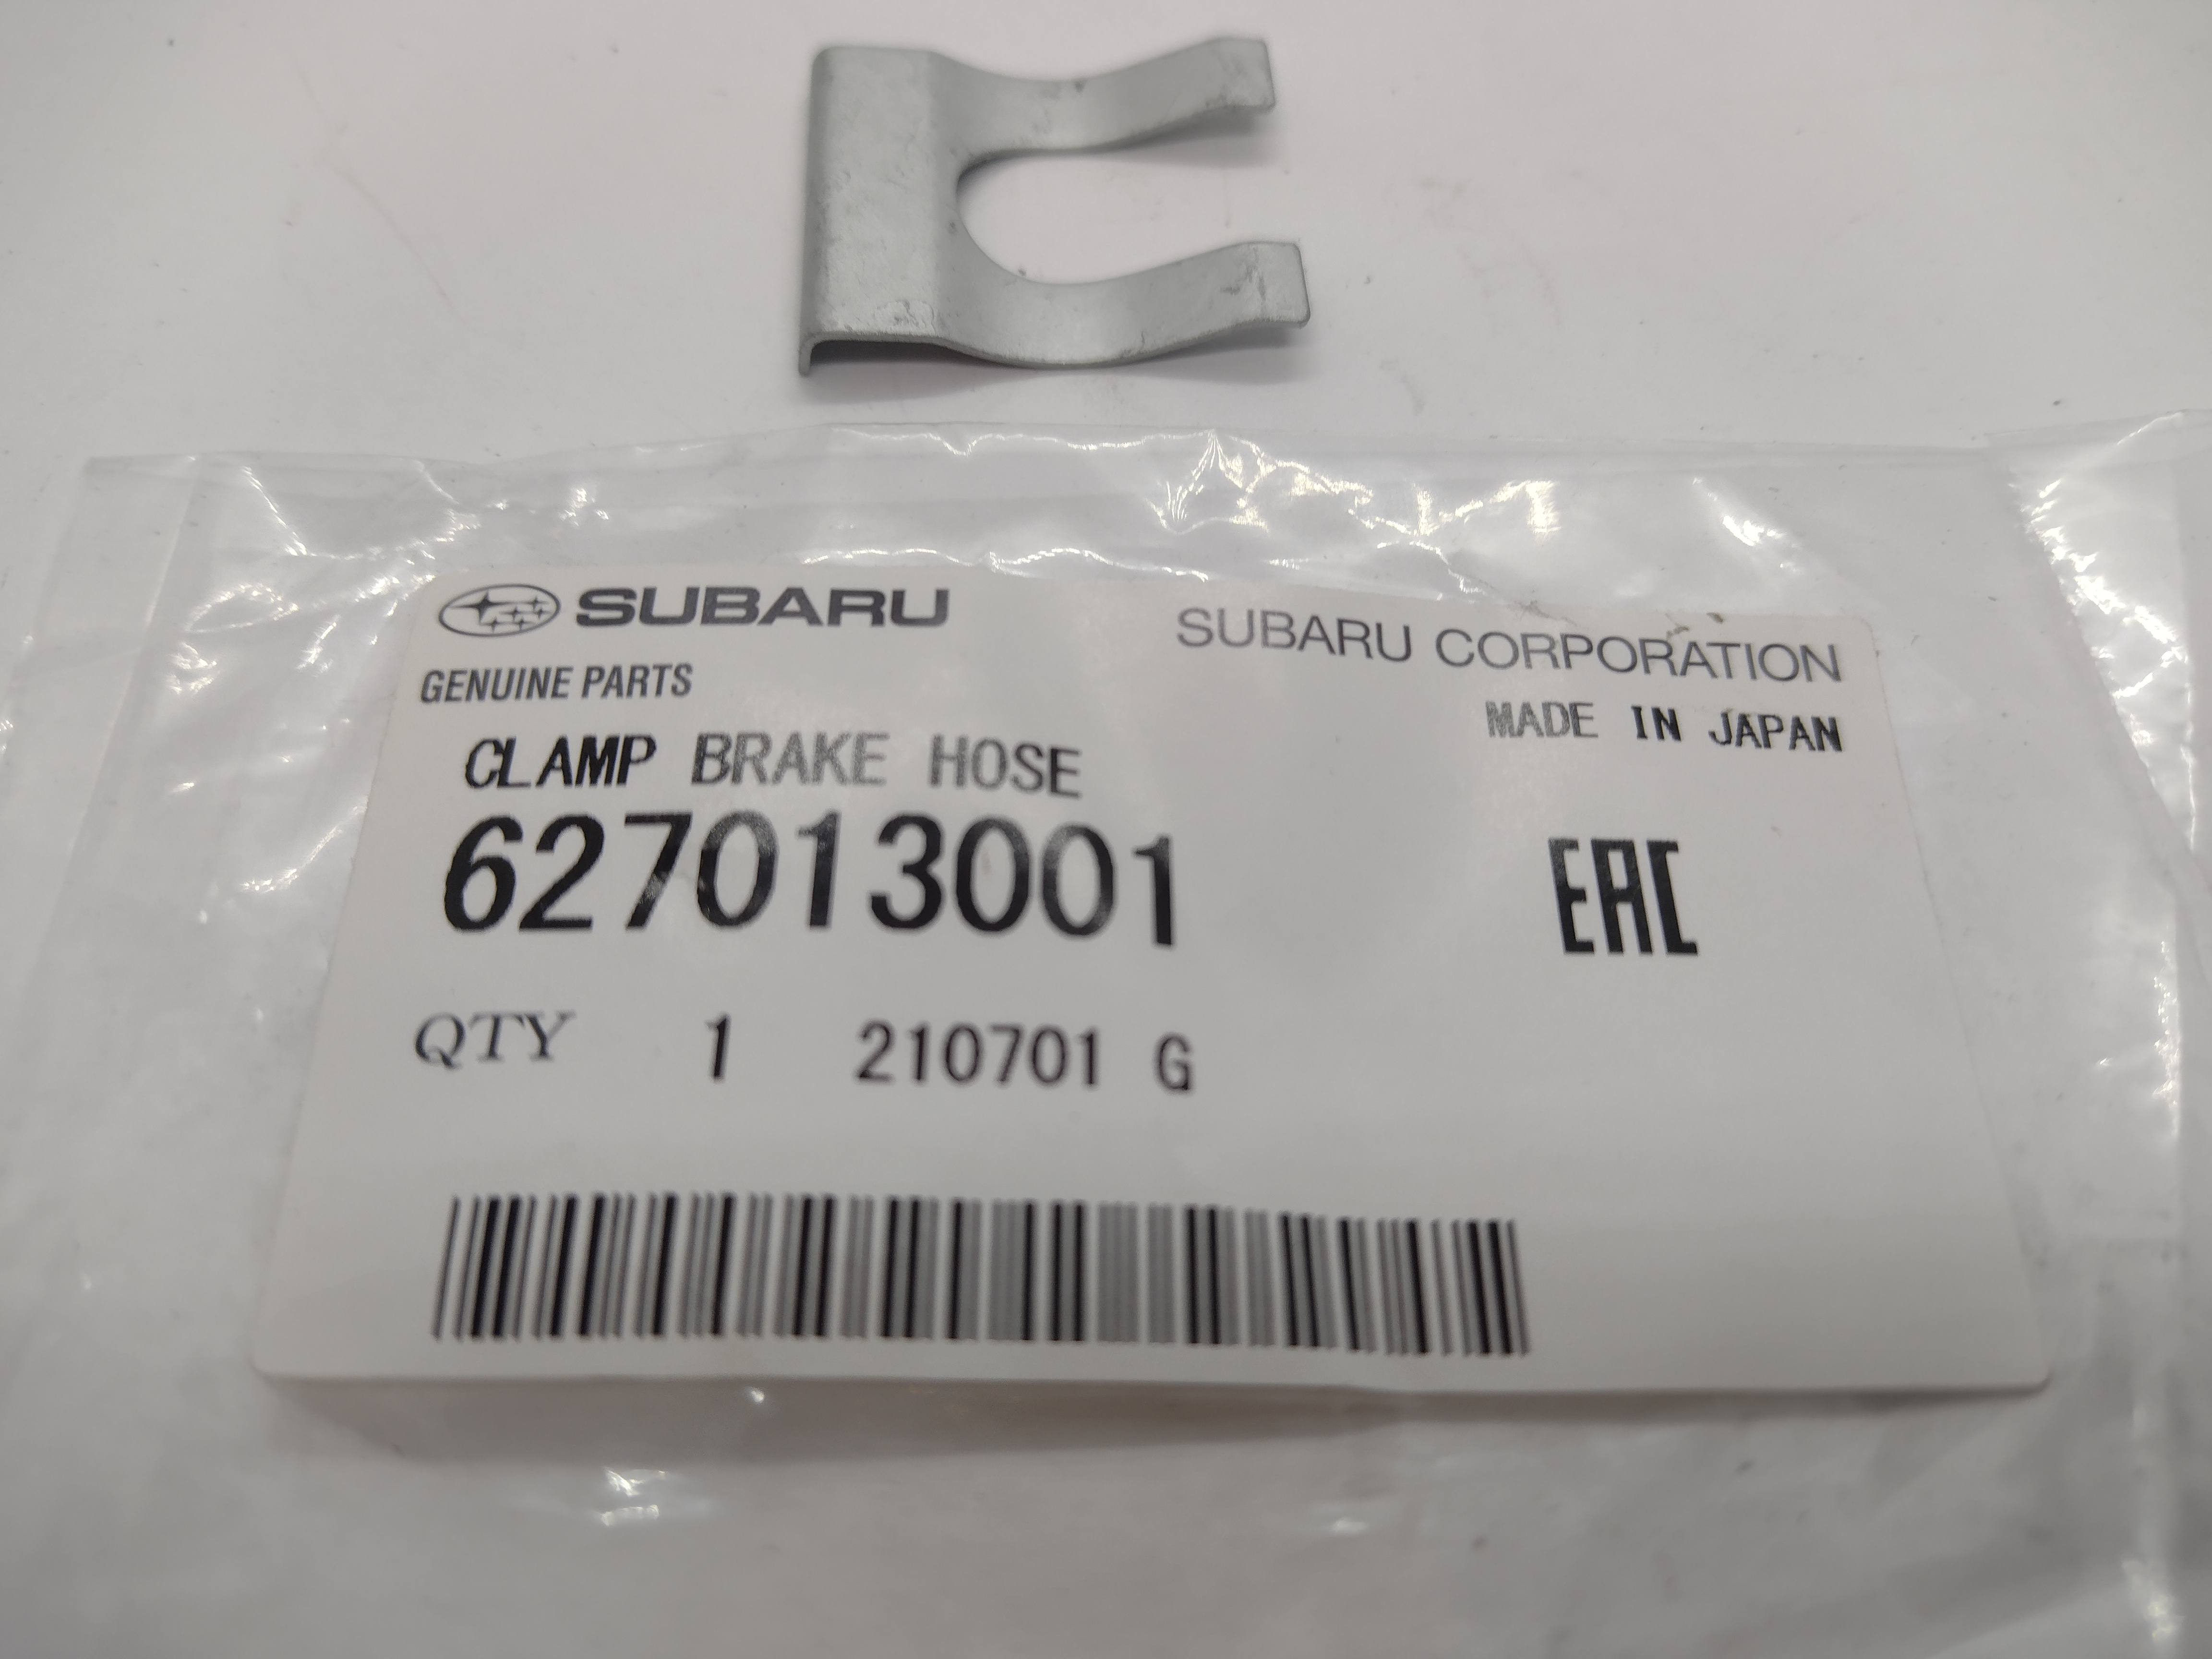 SUBARU
SUBARU CORPORATION
GENUINE PARTS
MADE IN JAPAN
CLAMP BRAKE HOSE
627013001
EAC
QTY 1 210701 G